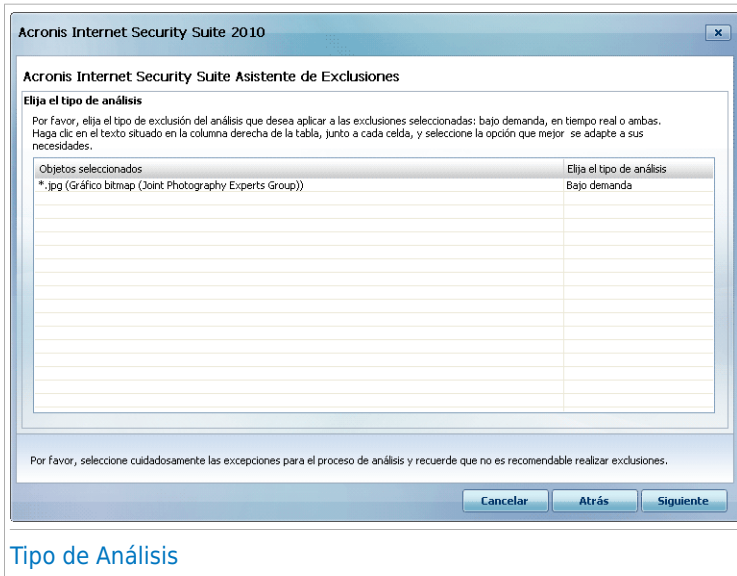 Acronis Internet Security Suite 2010
x
Acronis Internet Security Suite Asistente de Exclusiones
Elija el tipo de análisis
Por favor, elija el tipo de exclusión del análisis que desea aplicar a las exclusiones seleccionadas: bajo demanda, en tiempo real o ambas.
Haga clic en el texto situado en la columna derecha de la tabla, junto a cada celda, y seleccione la opción que mejor se adapte a sus
necesidades.
Objetos seleccionados Elija el tipo de análisis
*.jpg (Gráfico bitmap (Joint Photography Experts Group)) Bajo demanda
Por favor, seleccione cuidadosamente las excepciones para el proceso de análisis y recuerde que no es recomendable realizar exclusiones.
Cancelar Atrás Siguiente
Tipo de Análisis